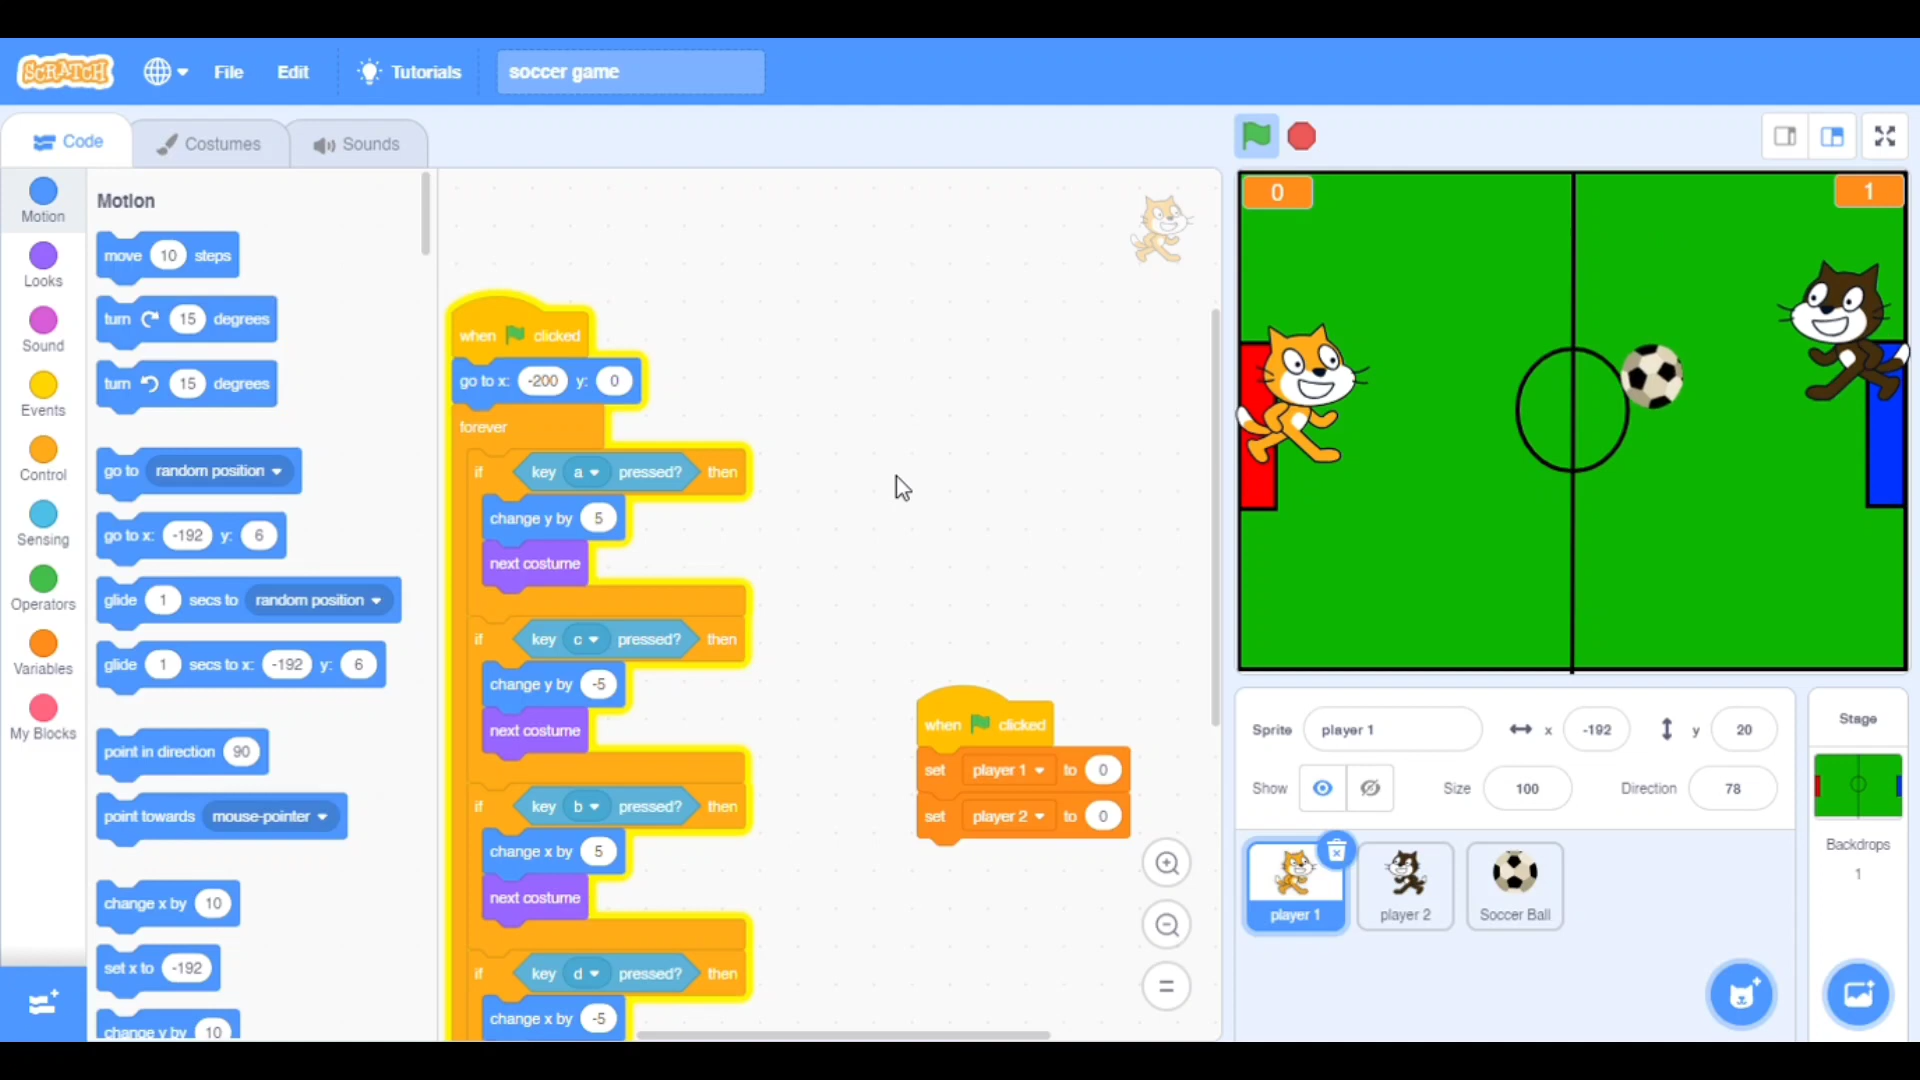 SCRATCH File Edit Tutorials soccer game
Code Costumes Sounds
Motion
Looks
Sound
Events
Control
Sensing
Operators
Variables
My Blocks
Motion
move 10 steps
turn 15 degrees
turn 15 degrees
go to random position
go to x: -192 y: 6
glide 1 secs to random position
glide 1 secs to x: -192 y: 6
point in direction 90
point towards mouse-pointer
change x by 10
set x to -192
change y by 10
when clicked
go to x: -200 y: 0
forever
if key a pressed? then
change y by 5
next costume
if key c pressed? then
change y by -5
next costume
if key b pressed? then
change x by 5
next costume
if key d pressed? then
change x by -5
when clicked
set player 1 to 0
set player 2 to 0
0 1
Sprite player 1 x -192 y 20
Show Size 100 Direction 78
player 1 player 2 Soccer Ball
Stage
Backdrops
1